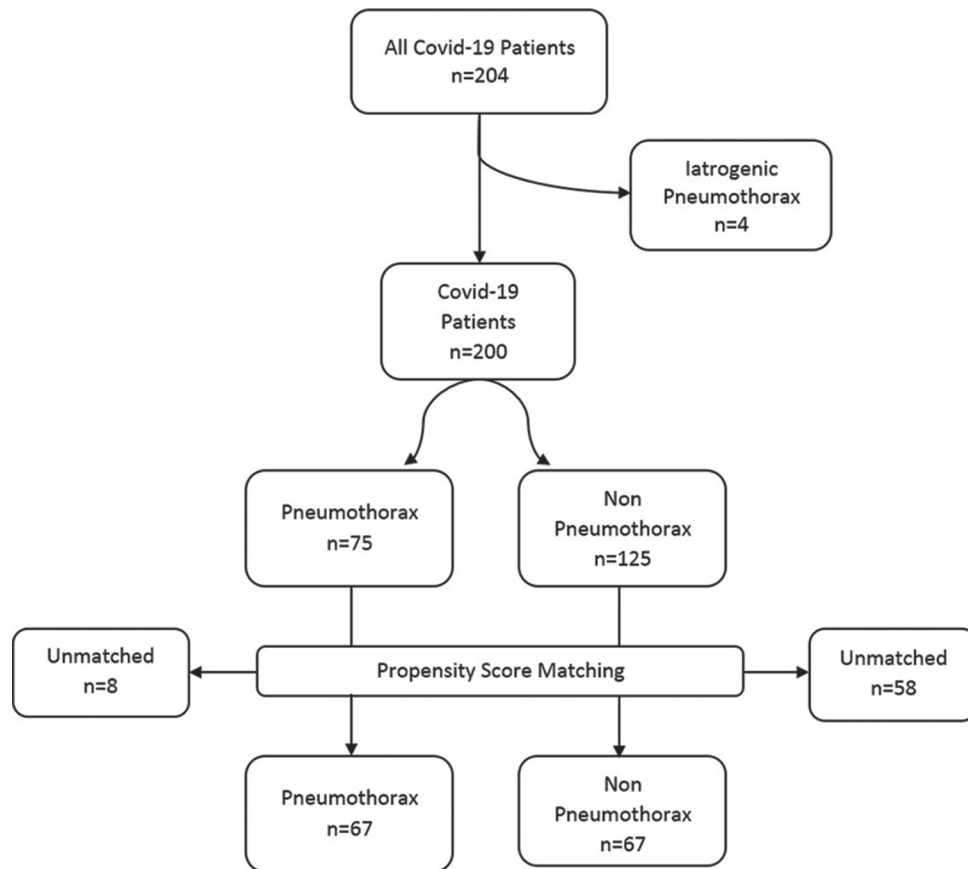 All Covid-19 Patients
n=204
Iatrogenic
Pneumothorax
n=4
Covid-19
Patients
n=200
Pneumothorax
n=75
Non
Pneumothorax
n=125
Unmatched
n=8
Propensity Score Matching
Unmatched
n=58
Pneumothorax
n=67
Non
Pneumothorax
n=67